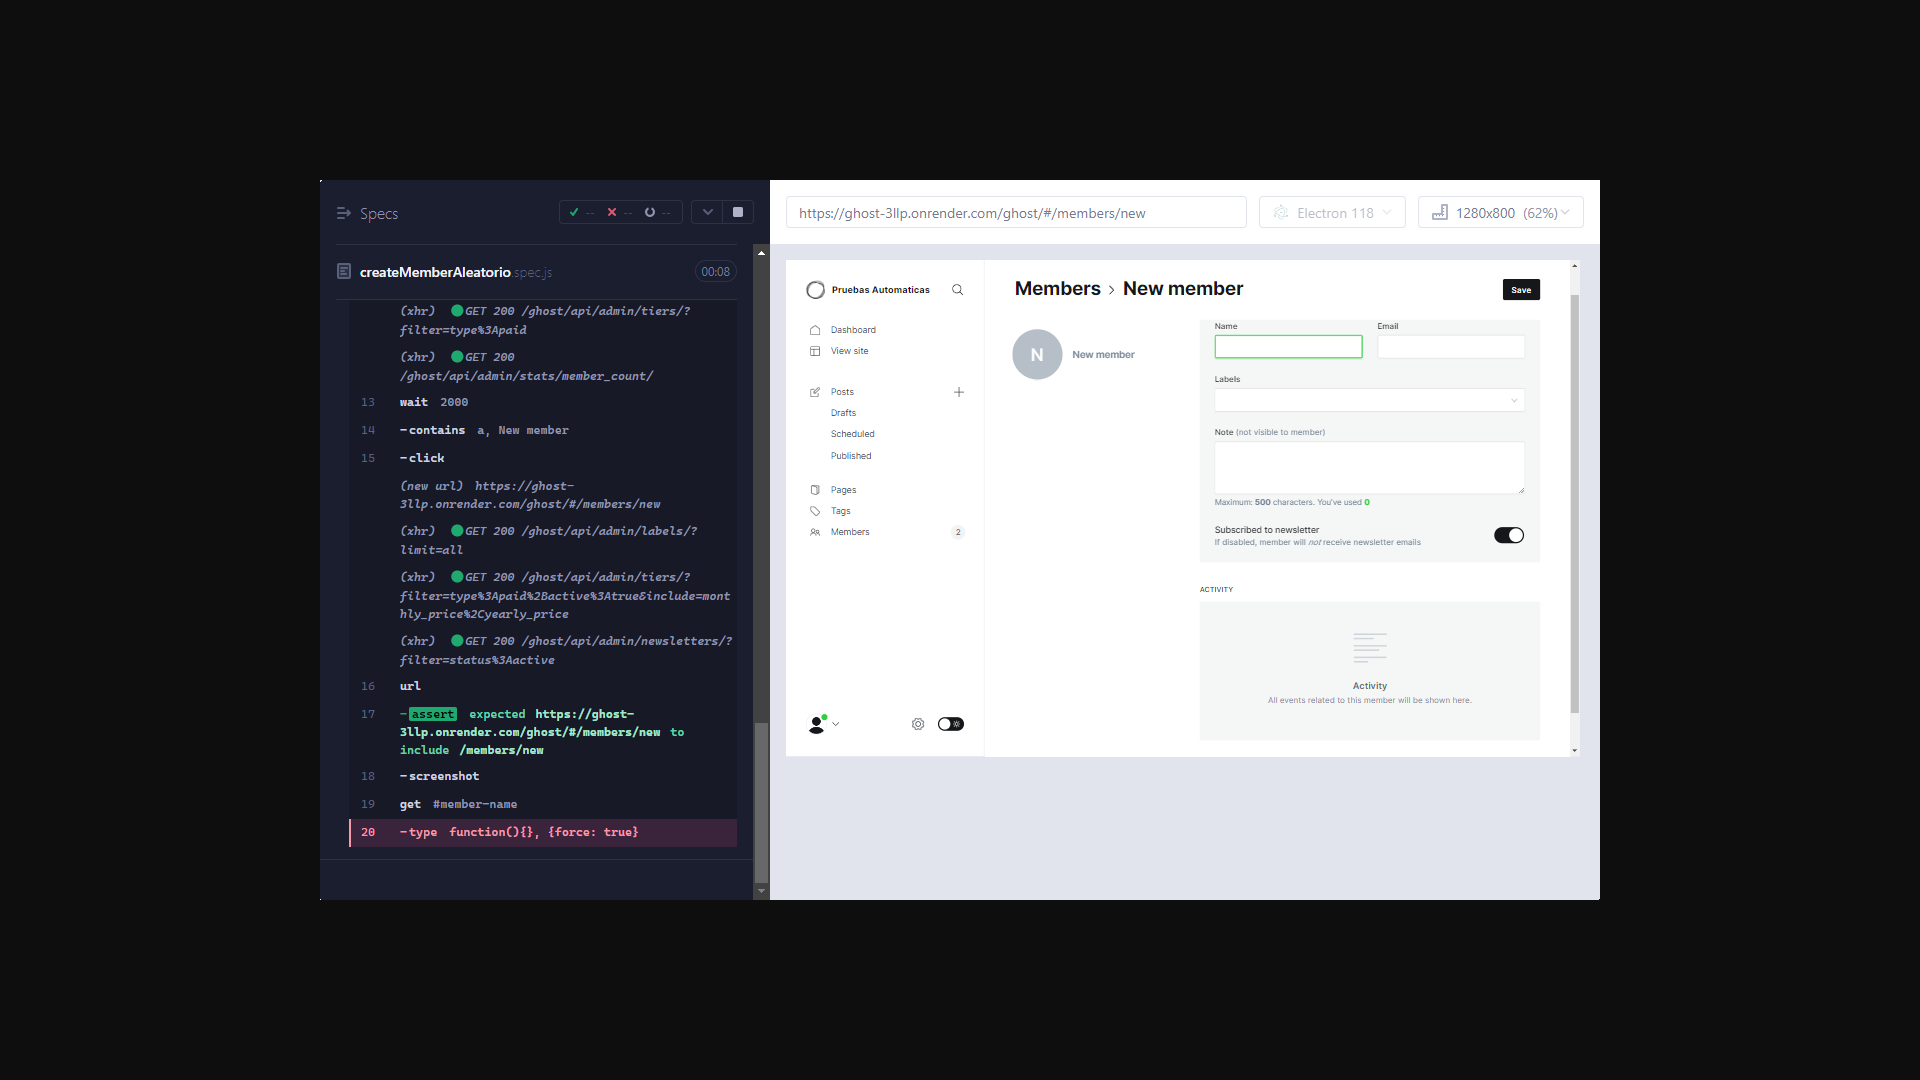 Specs
-- -- --
createMemberAleatorio.spec.js
00:08
(xhr) GET 200 /ghost/api/admin/tiers/?
filter=type%3Apaid
(xhr) GET 200
/ghost/api/admin/stats/member_count/
13 wait 2000
14 -contains a, New member
15 -click
(new url) https://ghost-
3llp.onrender.com/ghost/#/members/new
(xhr) GET 200 /ghost/api/admin/labels/?
limit=all
(xhr) GET 200 /ghost/api/admin/tiers/?
filter=type%3Apaid%2Bactive%3Atrue&include=mont
hly_price%2Cyearly_price
(xhr) GET 200 /ghost/api/admin/newsletters/?
filter=status%3Aactive
16 url
17 -assert expected https://ghost-
3llp.onrender.com/ghost/#/members/new to
include /members/new
18 -screenshot
19 get #member-name
20 -type function(){}, {force: true}
https://ghost-3llp.onrender.com/ghost/#/members/new
Electron 118
1280x800 (62%)
Pruebas Automaticas
Dashboard
View site
Posts
Drafts
Scheduled
Published
Pages
Tags
Members 2
Members › New member
Save
N
New member
Name
Email
Labels
Note (not visible to member)
Maximum: 500 characters. You've used 0
Subscribed to newsletter
If disabled, member will not receive newsletter emails
ACTIVITY
Activity
All events related to this member will be shown here.